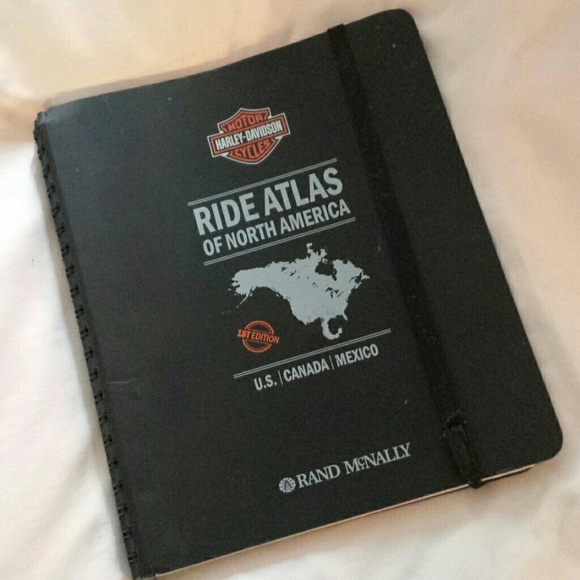 MOTOR
HARLEY-DAVIDSON
CYCLES
RIDE ATLAS
OF NORTH AMERICA
1ST EDITION
U.S. | CANADA | MEXICO
RAND McNALLY